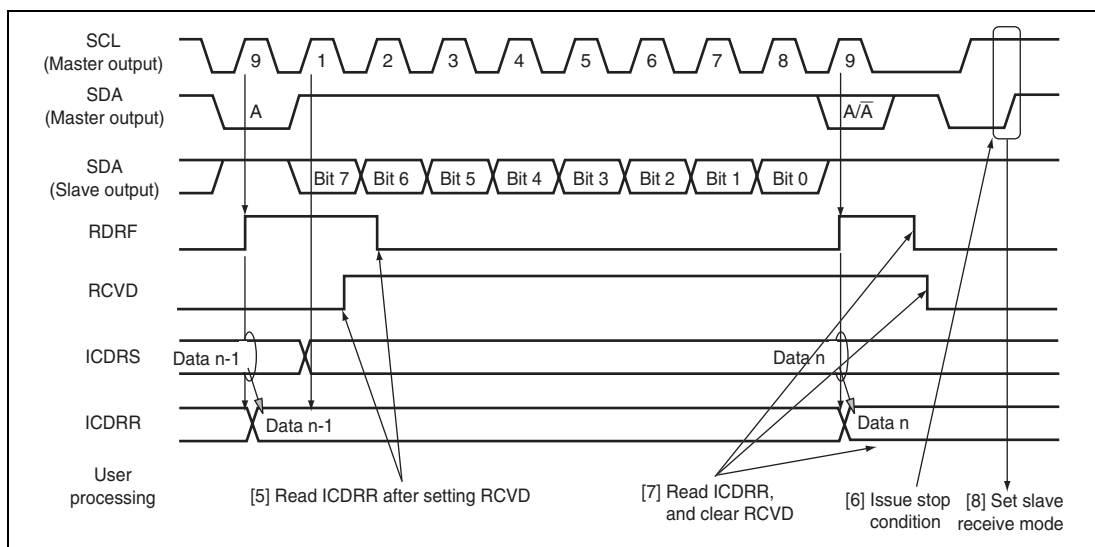 SCL
(Master output)
9 1 2 3 4 5 6 7 8 9
SDA
(Master output)
A A/A̅
SDA
(Slave output)
Bit 7 Bit 6 Bit 5 Bit 4 Bit 3 Bit 2 Bit 1 Bit 0
RDRF
RCVD
ICDRS
Data n-1 Data n
ICDRR
Data n-1 Data n
User
processing
[5] Read ICDRR after setting RCVD
[7] Read ICDRR,
and clear RCVD
[6] Issue stop
condition
[8] Set slave
receive mode